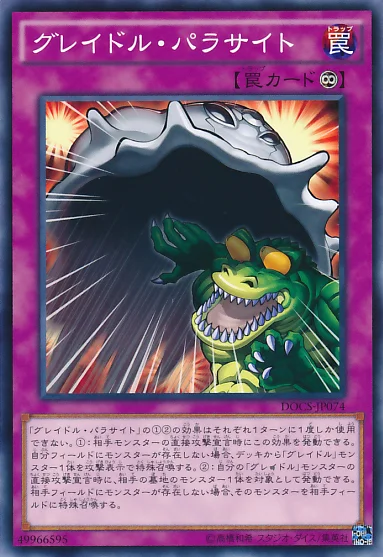 グレイドル・パラサイト
罠
トラップ
【罠カード∞】
DOCS-JP074
「グレイドル・パラサイト」の①②の効果はそれぞれ1ターンに1度しか使用
できない。①：相手モンスターの直接攻撃宣言時にこの効果を発動できる。
自分フィールドにモンスターが存在しない場合、デッキから「グレイドル」モン
スター1体を攻撃表示で特殊召喚する。②：自分の「グレイドル」モンスターの
直接攻撃宣言時に、相手の墓地のモンスター1体を対象として発動できる。
相手フィールドにモンスターが存在しない場合、そのモンスターを相手フィー
ルドに特殊召喚する。
49966595
©高橋和希 スタジオ・ダイス/集英社